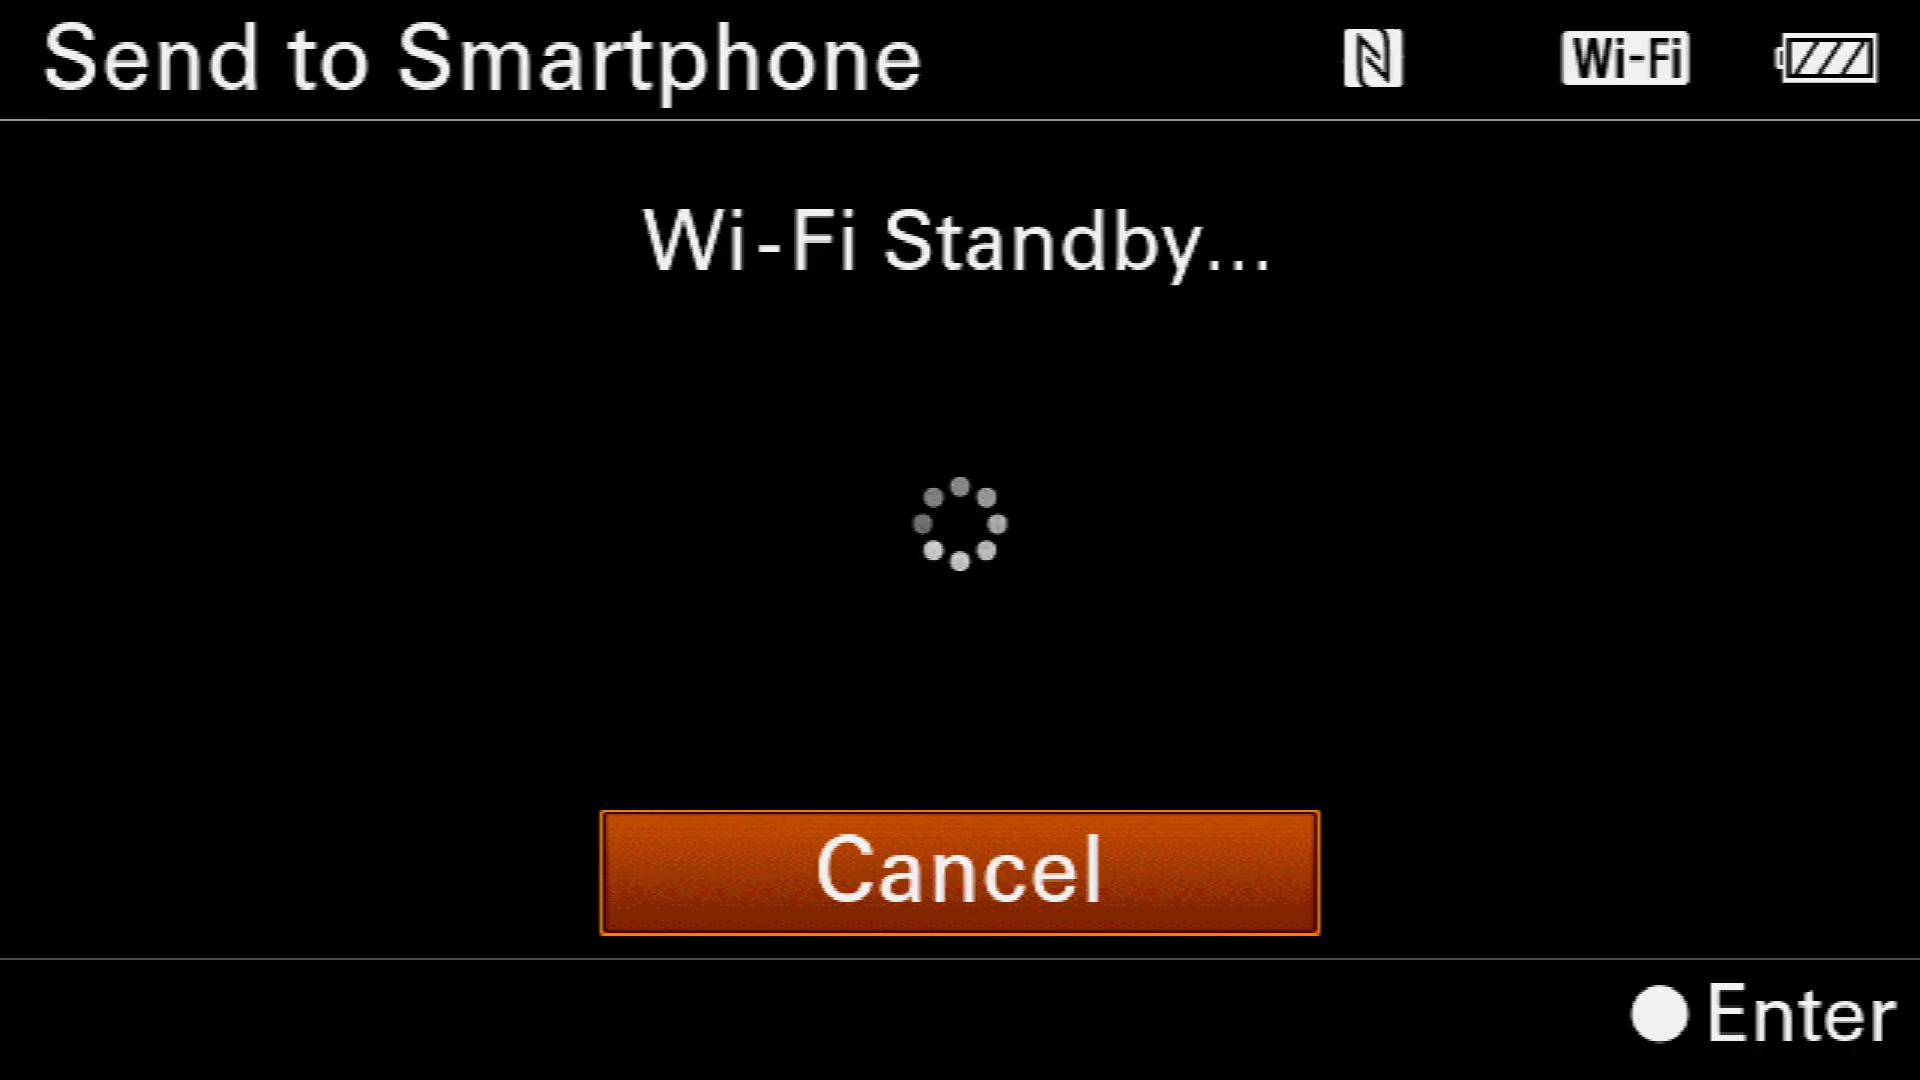 Send to Smartphone
Wi-Fi
Wi-Fi Standby...
Cancel
Enter